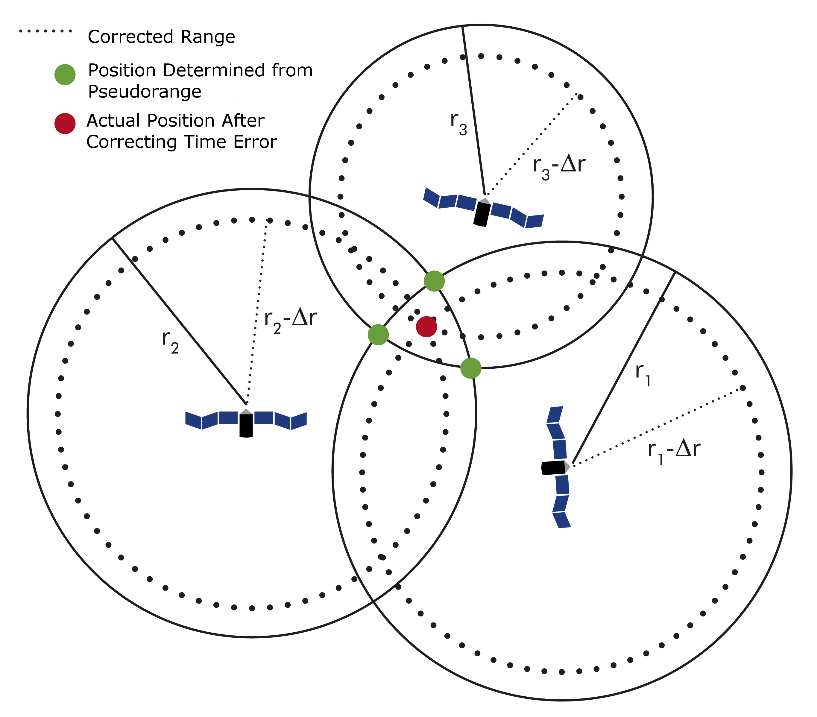 Corrected Range
Position Determined from
Pseudorange
Actual Position After
Correcting Time Error
r₃
r₃-Δr
r₂-Δr
r₂
r₁
r₁-Δr